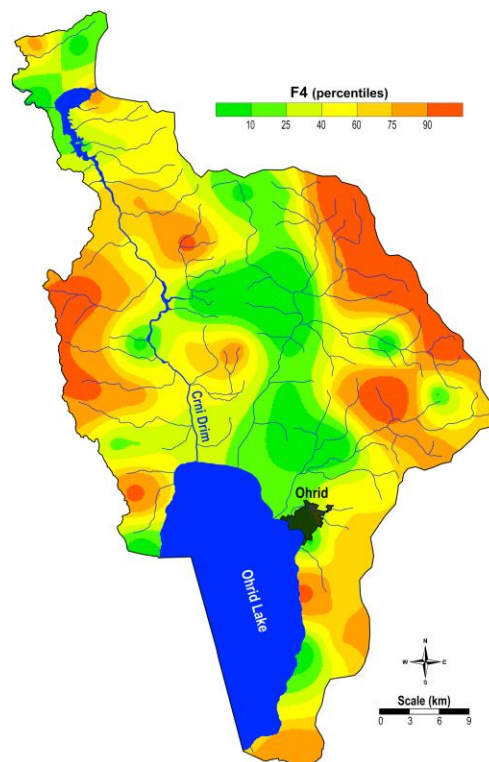 F4 (percentiles)
10 25 40 60 75 90
Crni Drim
Ohrid
Ohrid Lake
N
W E
S
Scale (km)
0 3 6 9